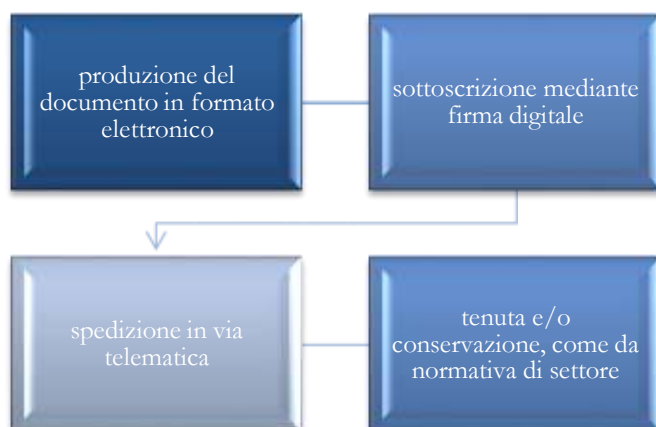 produzione del
documento in formato
elettronico
sottoscrizione mediante
firma digitale
spedizione in via
telematica
tenuta e/o
conservazione, come da
normativa di settore